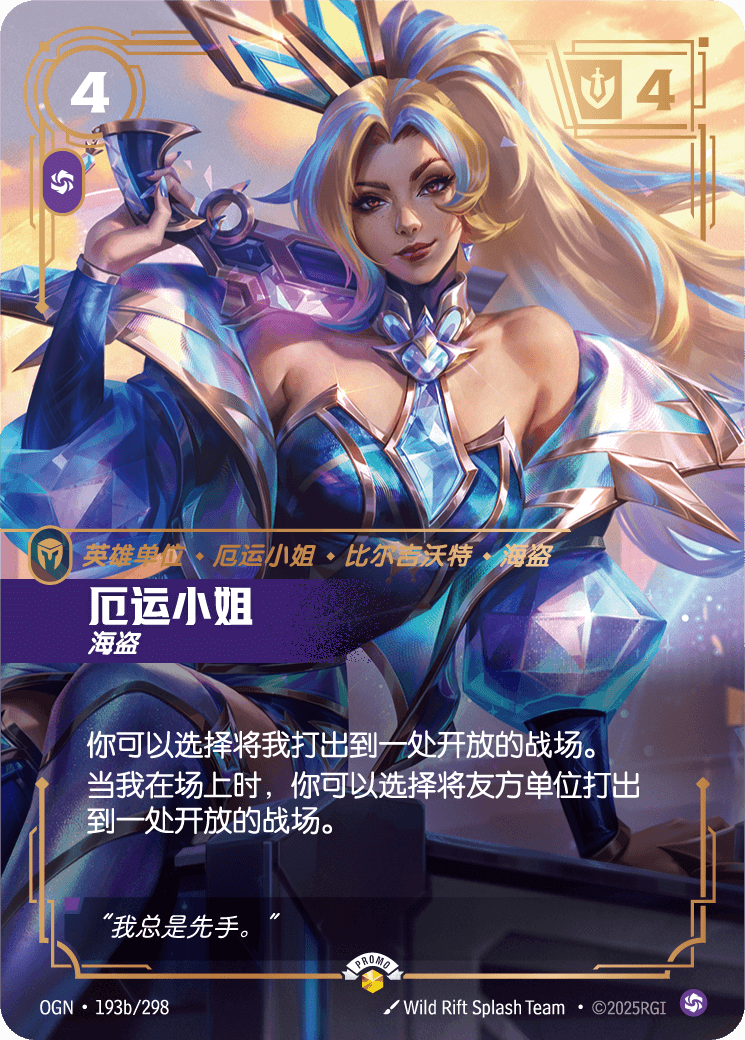 4
4
英雄单位 • 厄运小姐 • 比尔吉沃特 • 海盗
厄运小姐
海盗
你可以选择将我打出到一处开放的战场。
当我在场上时，你可以选择将友方单位打出
到一处开放的战场。
“我总是先手。”
PROMO
OGN • 193b/298
Wild Rift Splash Team • ©2025RGI